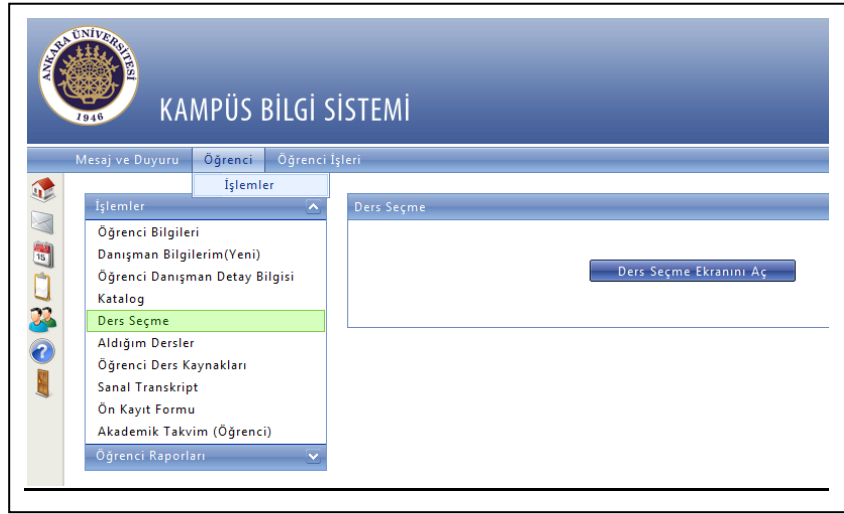 ANKARA ÜNİVERSİTESİ
1946
KAMPÜS BİLGİ SİSTEMİ
Mesaj ve Duyuru Öğrenci Öğrenci İşleri
İşlemler
İşlemler
Ders Seçme
Öğrenci Bilgileri
Danışman Bilgilerim(Yeni)
Öğrenci Danışman Detay Bilgisi
Katalog
Ders Seçme
Aldığım Dersler
Öğrenci Ders Kaynakları
Sanal Transkript
Ön Kayıt Formu
Akademik Takvim (Öğrenci)
Öğrenci Raporları
Ders Seçme Ekranını Aç
15